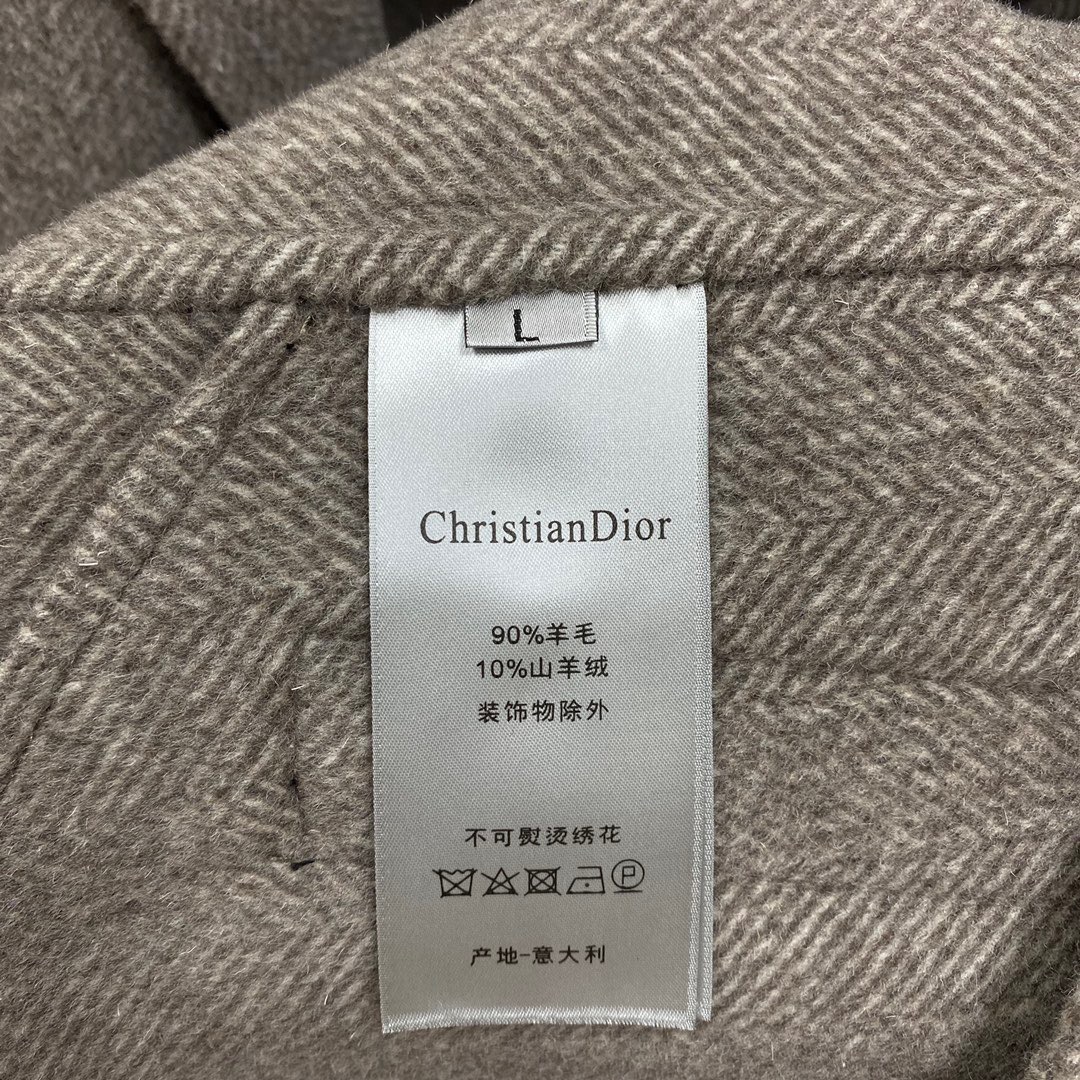 L
ChristianDior
90%羊毛
10%山羊绒
装饰物除外
不可熨烫绣花
P
产地-意大利